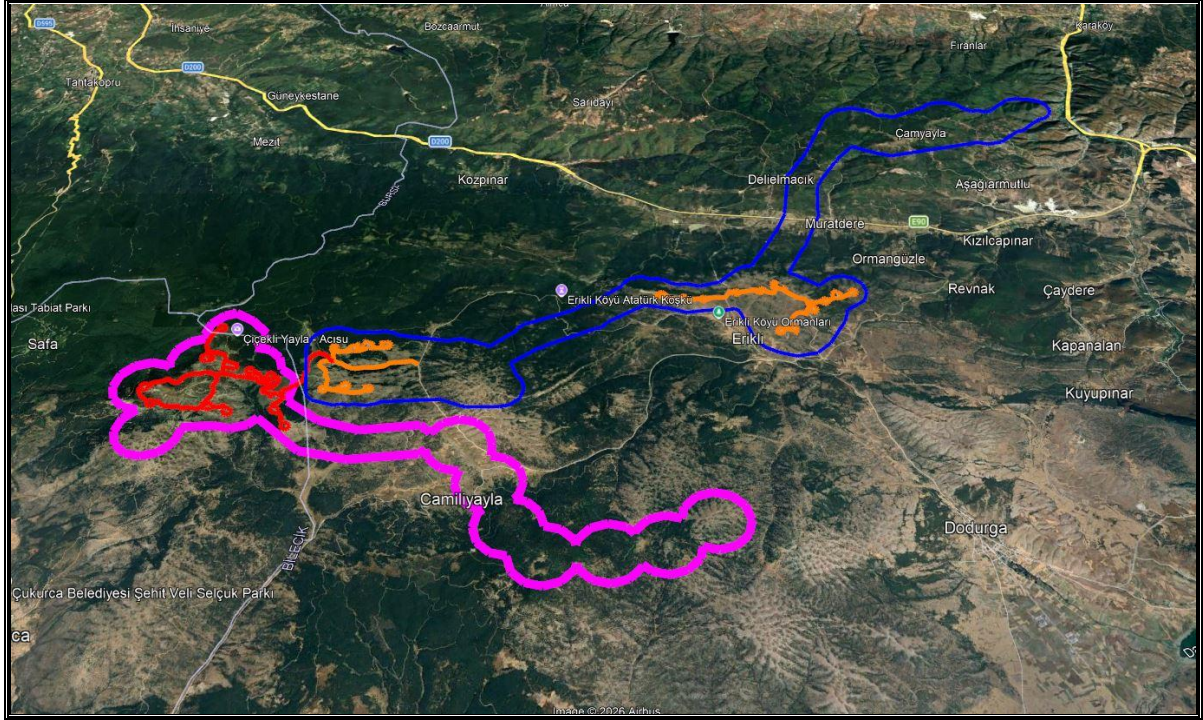 D595
İhsaniye
Bozcaarmut
Karaköy
Fıranlar
D200
Tahtaköprü
Güneykestane
Sarıdayı
Mezit
D200
Çamyayla
Kozpınar
Delielmacık
Aşağıarmutlu
Muratdere
E90
Kızılcapınar
Ormangüzle
Revnak
Çaydere
ası Tabiat Parkı
Erikli Köyü Atatürk Köşkü
Erikli Köyü Ormanları
Safa
Çiçekli Yayla - Acısu
Erikli
Kapanalan
Kuyupınar
Camiliyayla
Dodurga
BİLECİK
Çukurca Belediyesi Şehit Veli Selçuk Parkı
ca
Image © 2026 Airbus